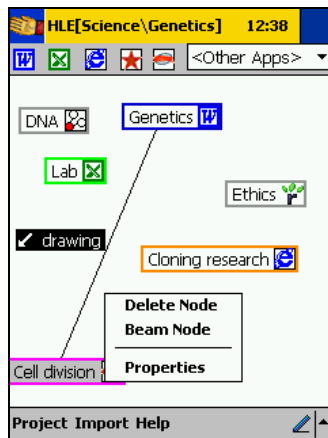 HLE[Science\Genetics] 12:38
<Other Apps>
DNA
Genetics
Lab
Ethics
drawing
Cloning research
Delete Node
Beam Node
Cell division
Properties
Project Import Help